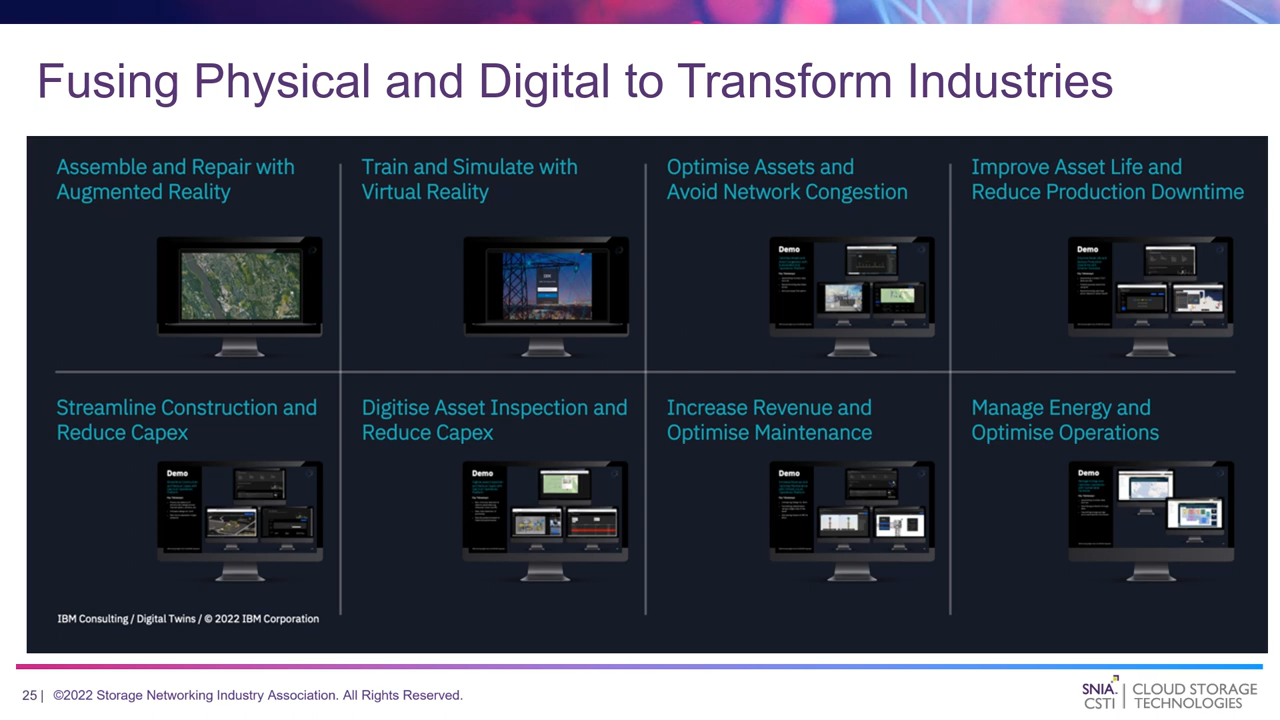 Fusing Physical and Digital to Transform Industries
Assemble and Repair with
Augmented Reality
Train and Simulate with
Virtual Reality
Optimise Assets and
Avoid Network Congestion
Improve Asset Life and
Reduce Production Downtime
IBM
Demo
Demo
Streamline Construction and
Reduce Capex
Digitise Asset Inspection and
Reduce Capex
Increase Revenue and
Optimise Maintenance
Manage Energy and
Optimise Operations
Demo
Demo
Demo
Demo
IBM Consulting / Digital Twins / © 2022 IBM Corporation
25 | ©2022 Storage Networking Industry Association. All Rights Reserved.
SNIA.
CSTI
CLOUD STORAGE
TECHNOLOGIES